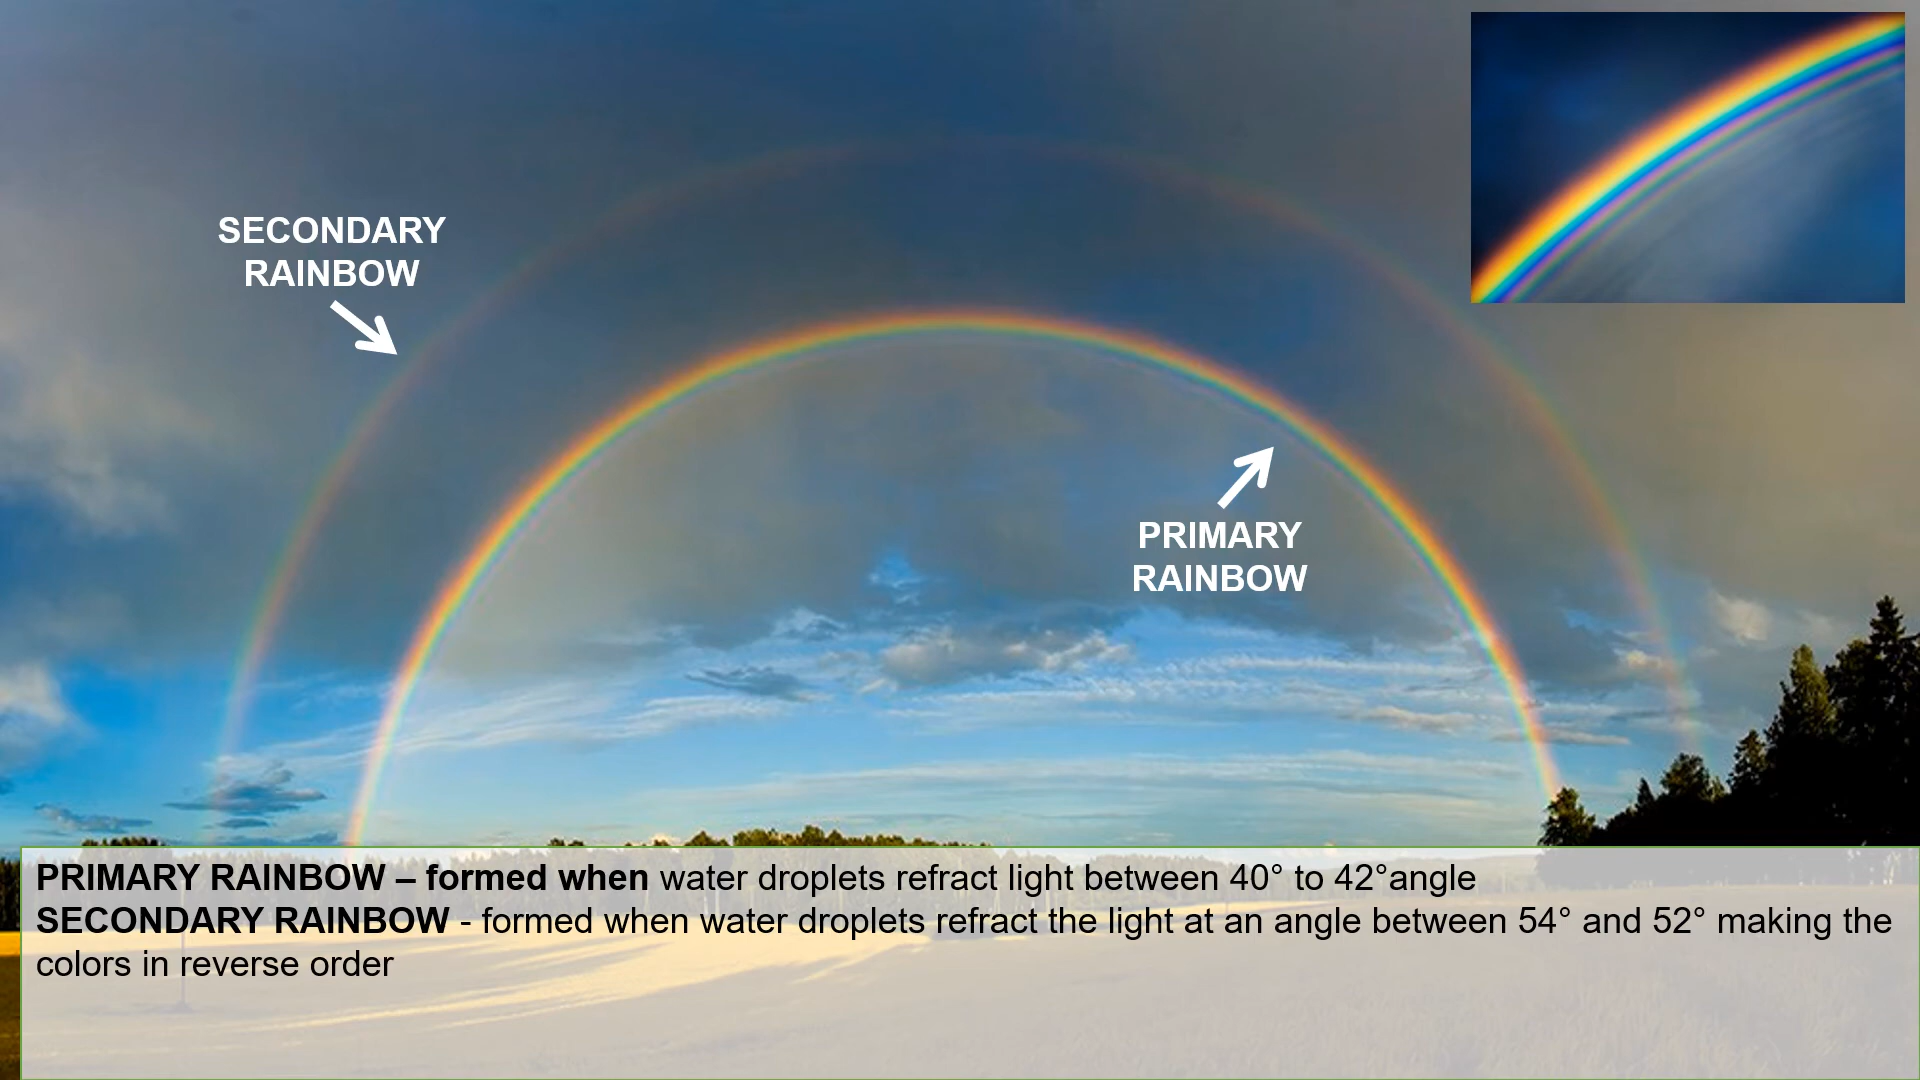 SECONDARY
RAINBOW
PRIMARY
RAINBOW
PRIMARY RAINBOW – formed when water droplets refract light between 40° to 42°angle
SECONDARY RAINBOW - formed when water droplets refract the light at an angle between 54° and 52° making the
colors in reverse order